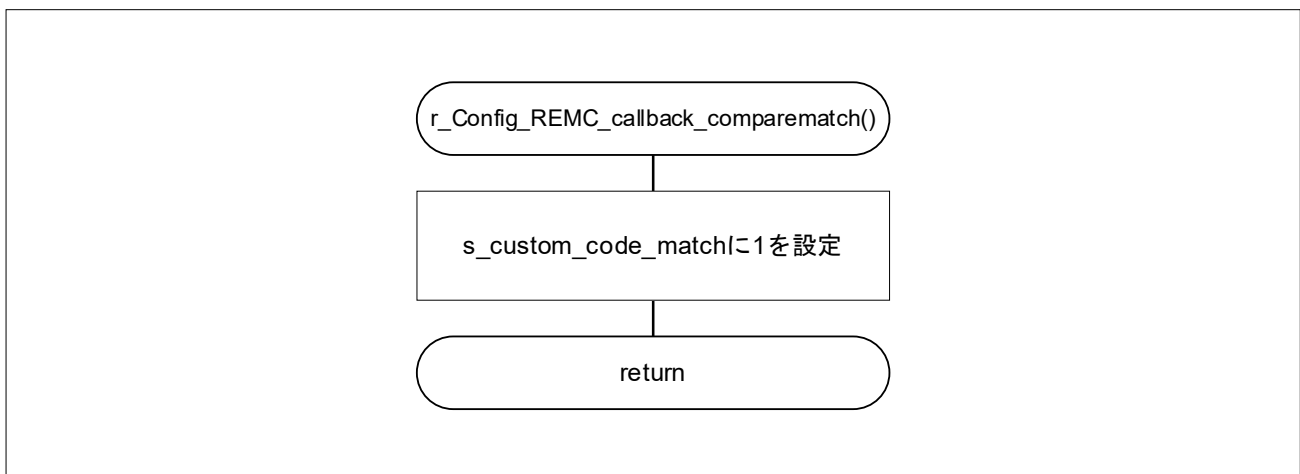 r_Config_REMC_callback_comparematch()
s_custom_code_matchに1を設定
return